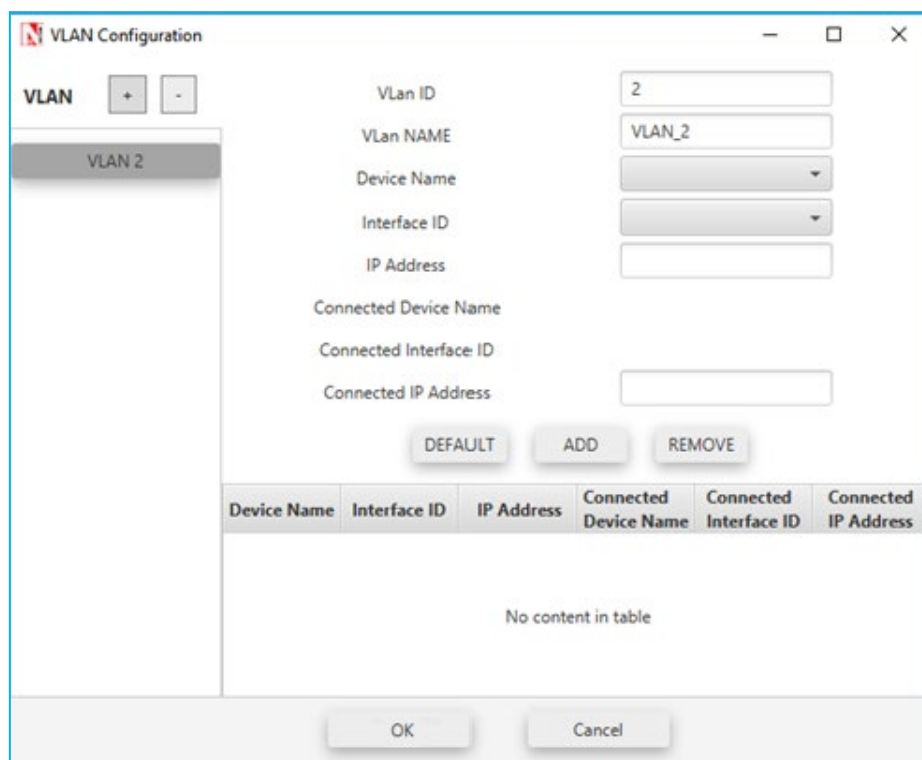 VLAN Configuration
VLAN + -
VLAN 2
VLan ID 2
VLan NAME VLAN_2
Device Name
Interface ID
IP Address
Connected Device Name
Connected Interface ID
Connected IP Address
DEFAULT ADD REMOVE
Device Name Interface ID IP Address Connected Device Name Connected Interface ID Connected IP Address
No content in table
OK Cancel